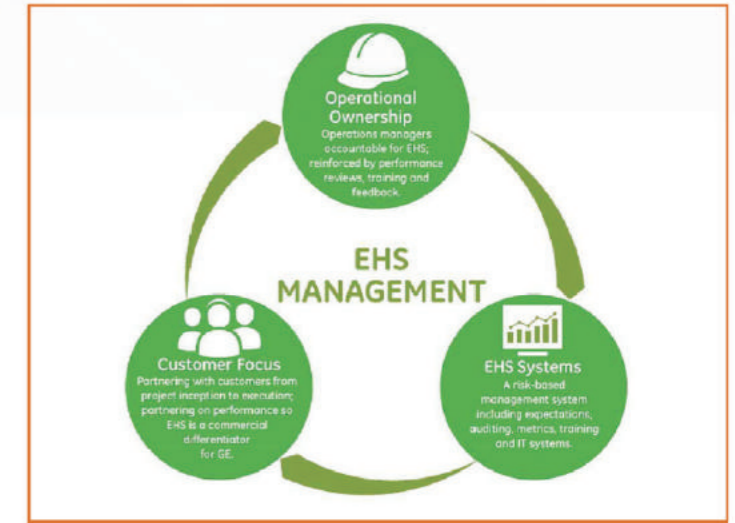 Operational
Ownership
Operations managers
accountable for EHS;
reinforced by performance
reviews, training and
feedback.
EHS
MANAGEMENT
EHS Systems
A risk-based
management system
including expectations,
auditing, metrics, training
and IT systems.
Customer Focus
Partnering with customers from
project inception to execution;
partnering on performance so
EHS is a commercial
differentiator
for GE.